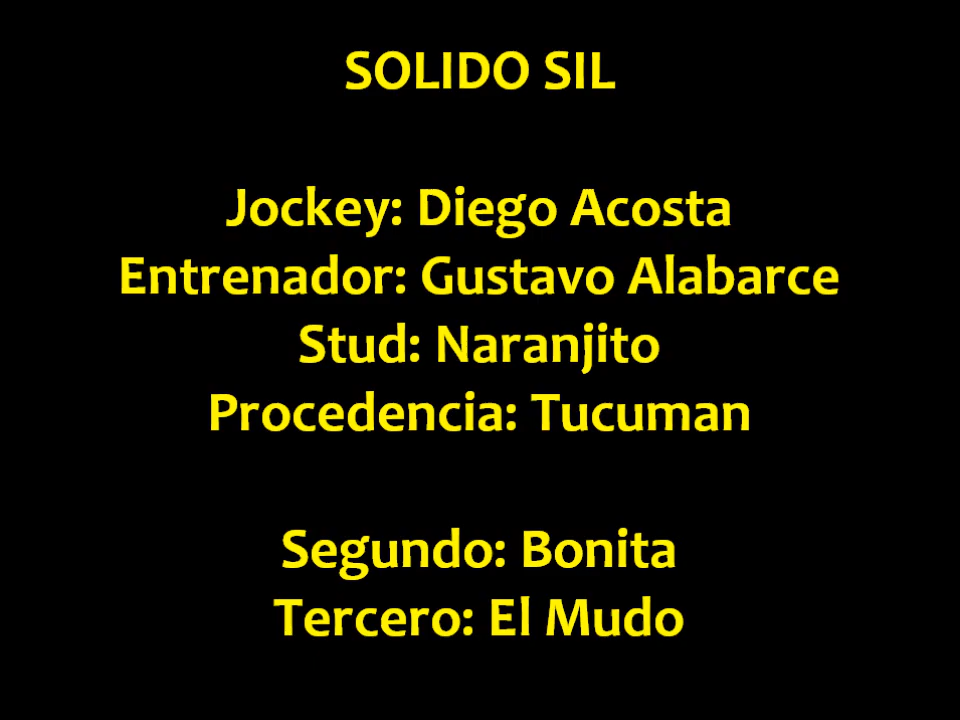 SOLIDO SIL
Jockey: Diego Acosta
Entrenador: Gustavo Alabarce
Stud: Naranjito
Procedencia: Tucuman
Segundo: Bonita
Tercero: El Mudo